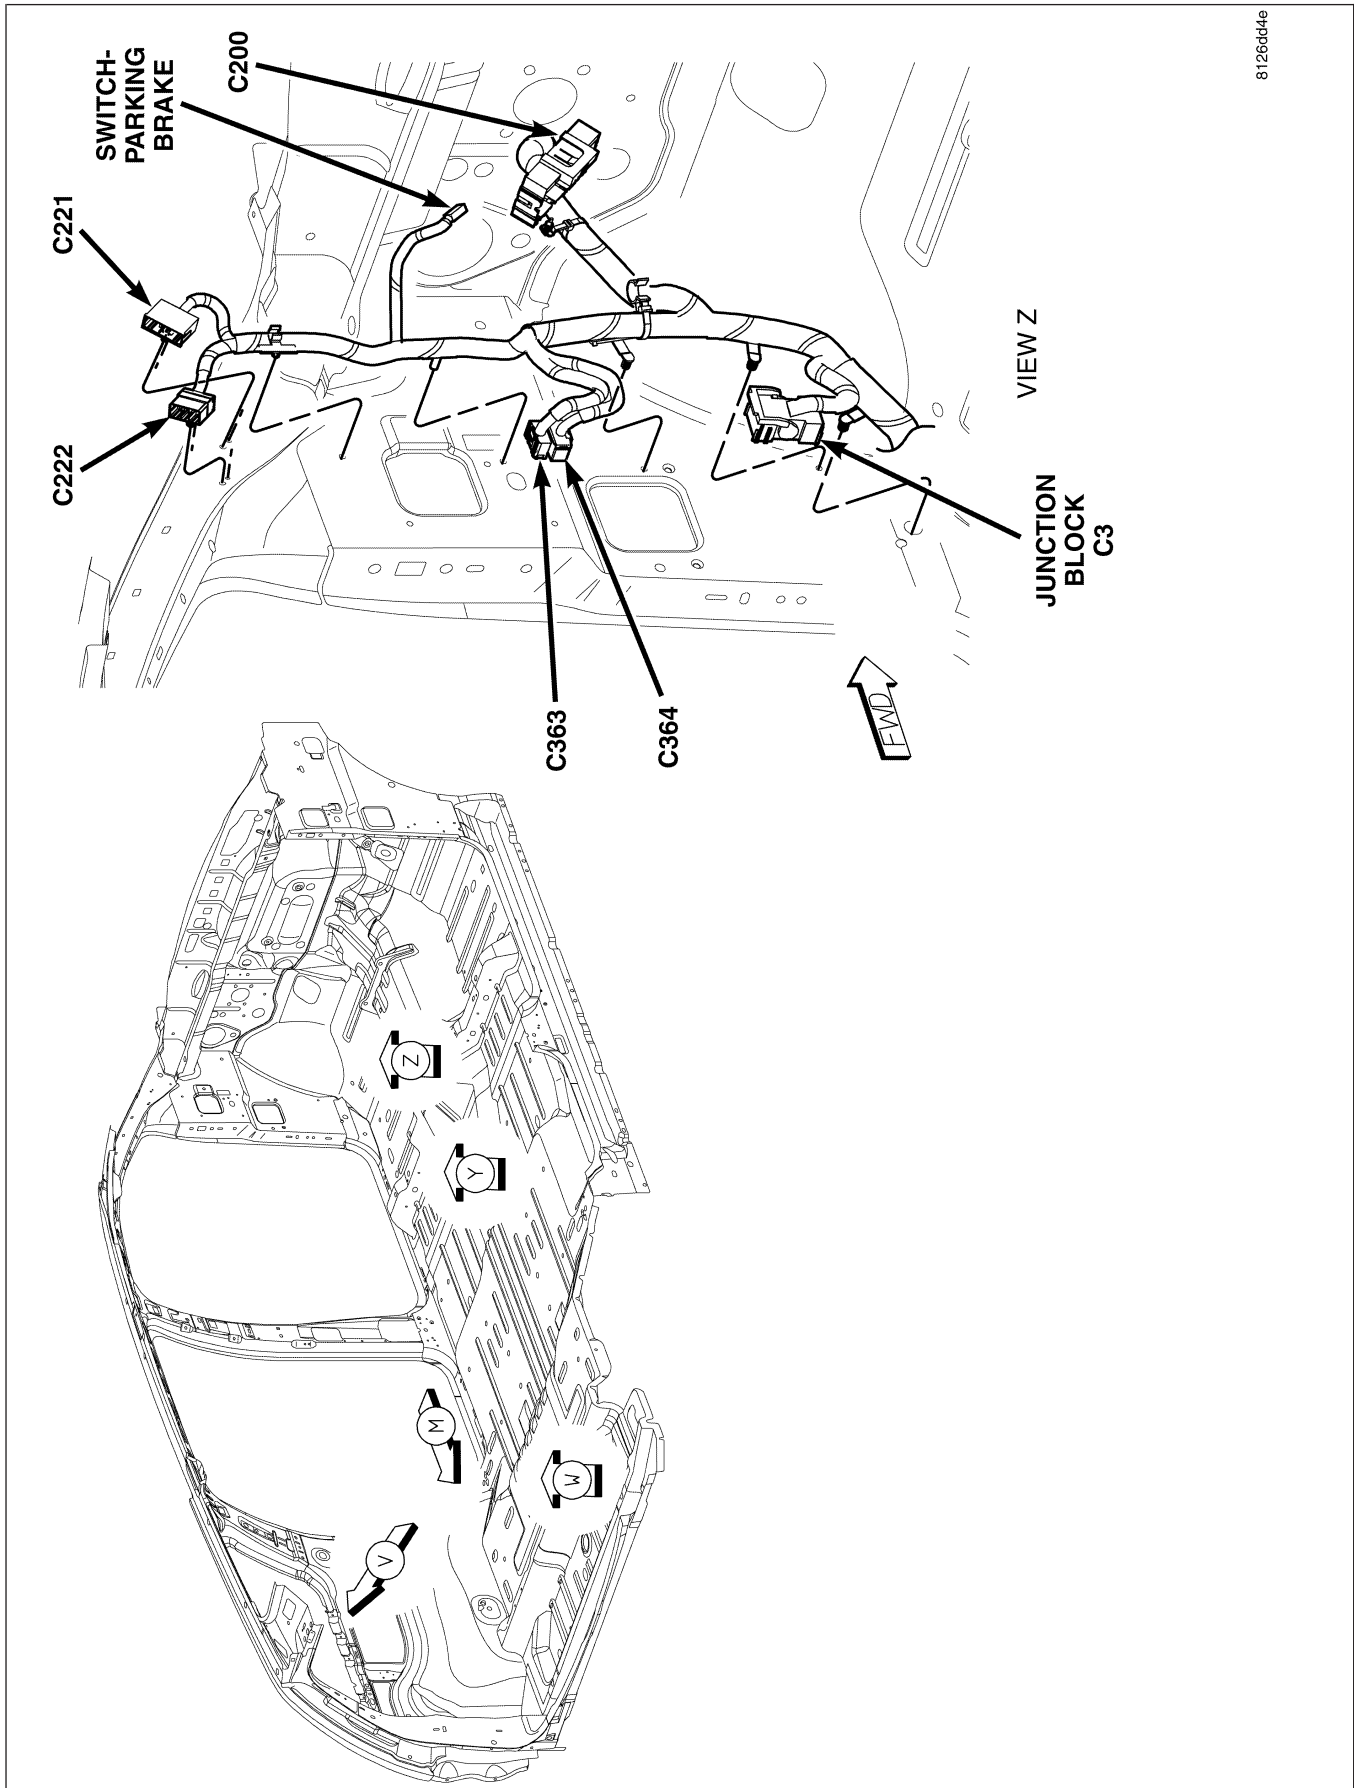 8126dd4e
SWITCH-
PARKING
BRAKE
C200
C221
C222
VIEW Z
JUNCTION
BLOCK
C3
C363
C364
FWD
Z
Y
M
W
V